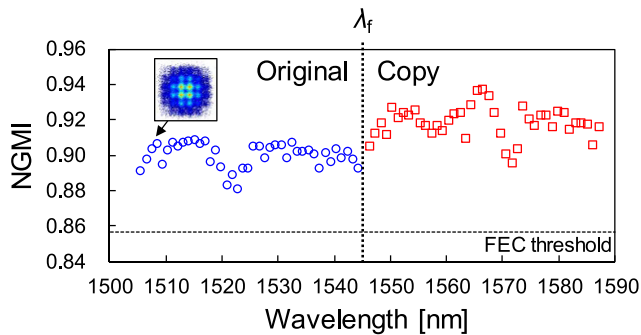 λf
0.96
0.94
0.92
0.90
0.88
0.86
0.84
NGMI
Original
Copy
FEC threshold
1500
1510
1520
1530
1540
1550
1560
1570
1580
1590
Wavelength [nm]